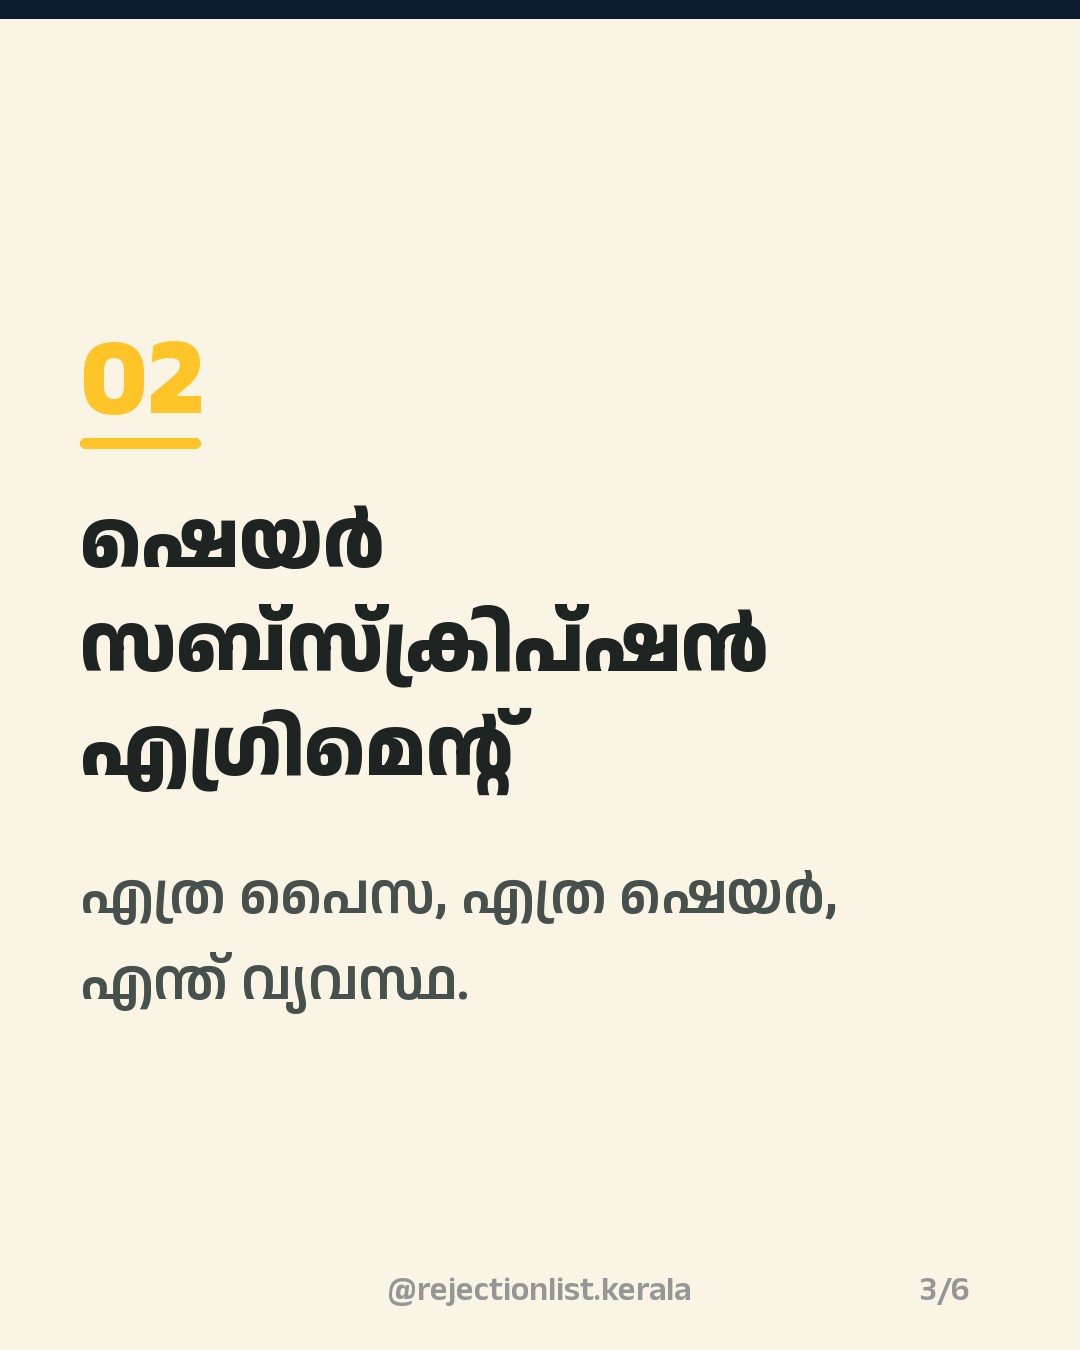 02
ഷെയർ
സബ്സ്ക്രിപ്ഷൻ
എഗ്രിമെന്റ്
എത്ര പൈസ, എത്ര ഷെയർ,
എന്ത് വ്യവസ്ഥ.
@rejectionlist.kerala
3/6